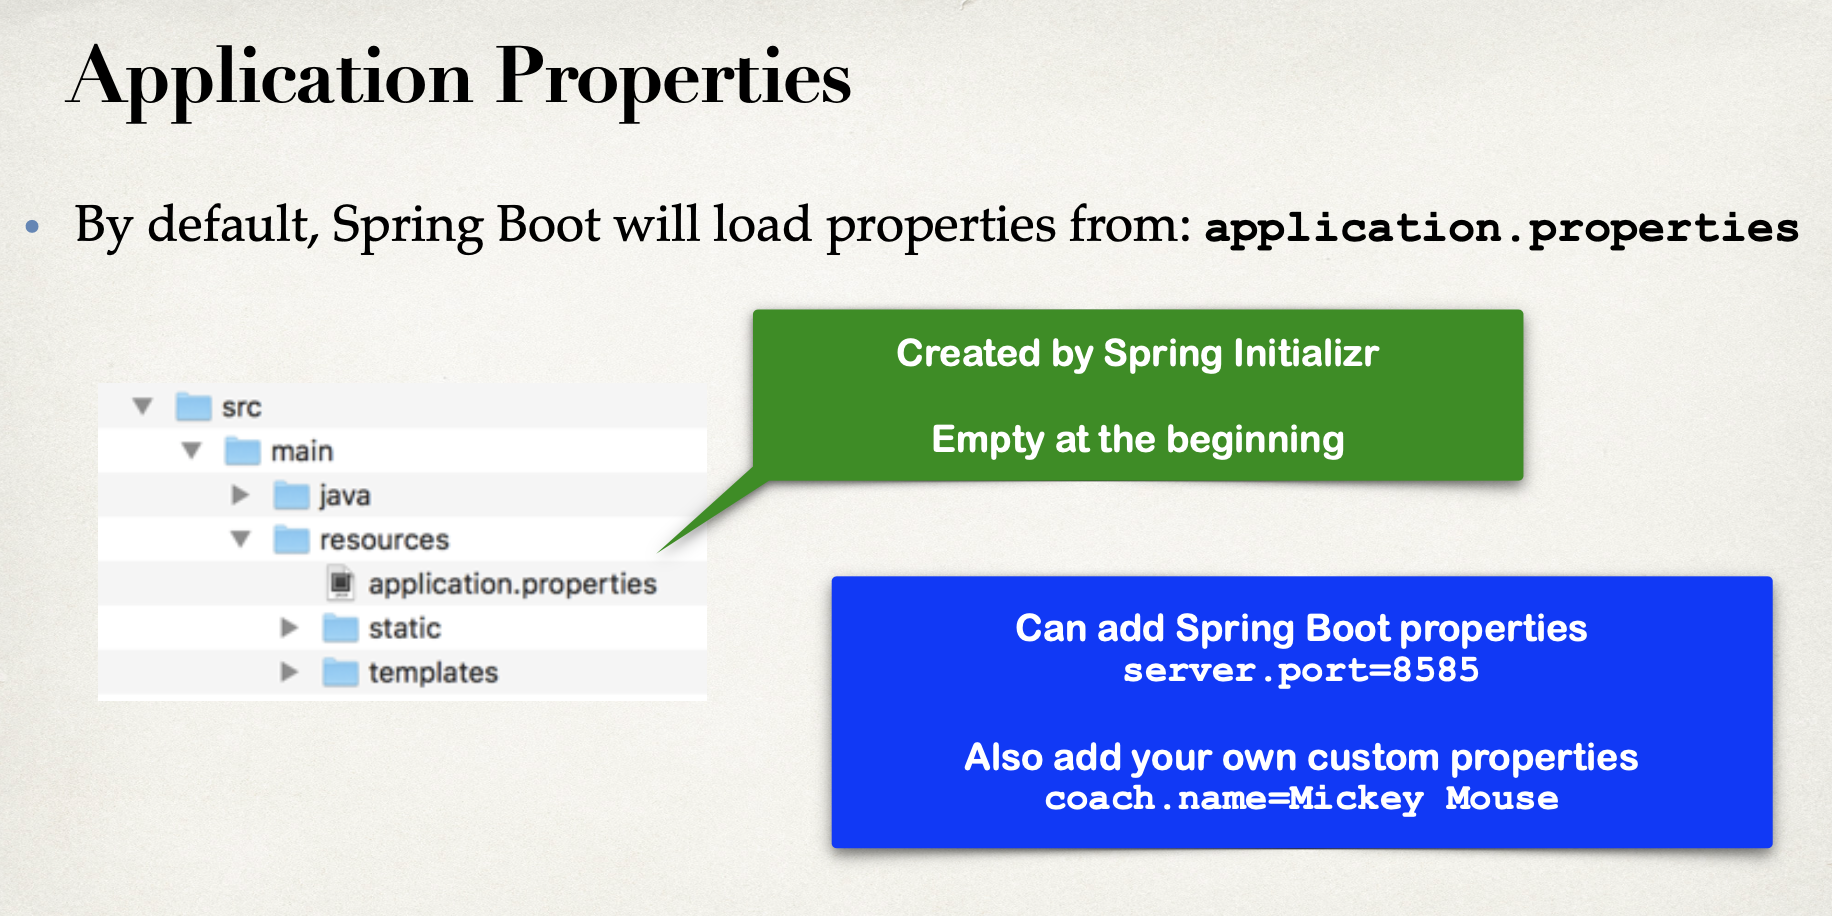 Application Properties
• By default, Spring Boot will load properties from: application.properties
Created by Spring Initializr
Empty at the beginning
src
main
java
resources
application.properties
static
templates
Can add Spring Boot properties
server.port=8585
Also add your own custom properties
coach.name=Mickey Mouse